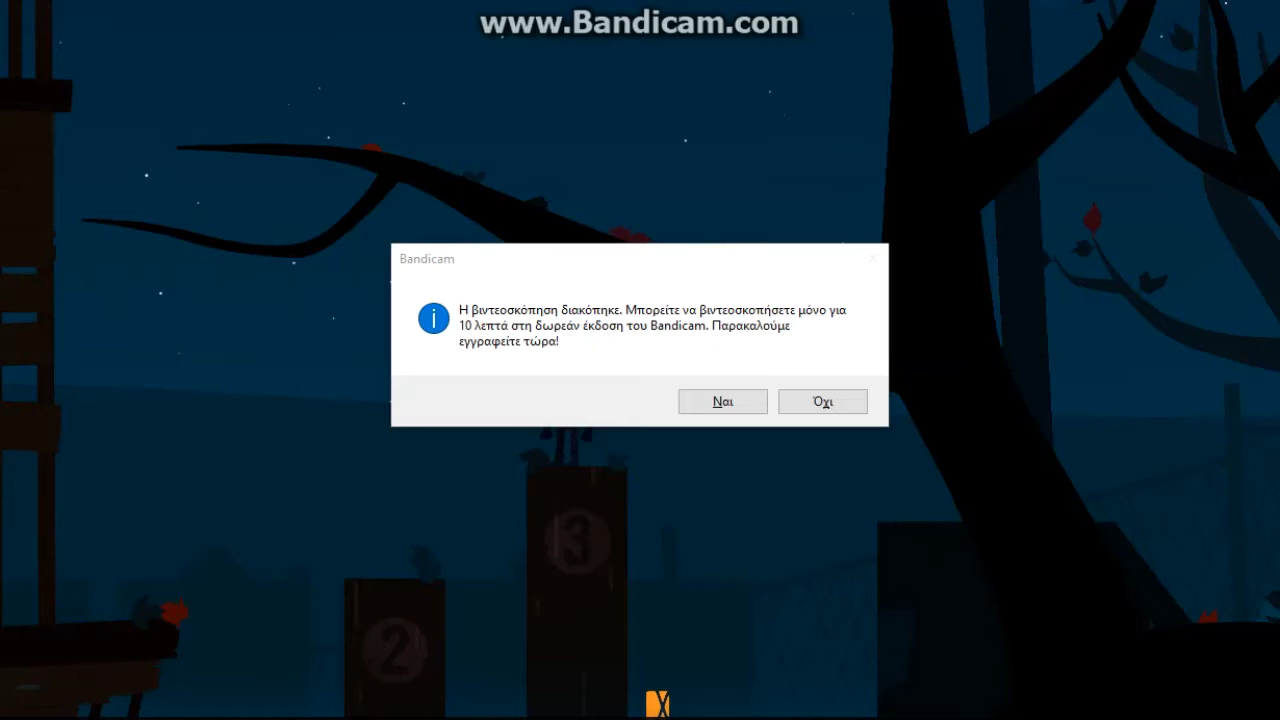 www.Bandicam.com
Bandicam
Η βιντεοσκόπηση διακόπηκε. Μπορείτε να βιντεοσκοπήσετε μόνο για
10 λεπτά στη δωρεάν έκδοση του Bandicam. Παρακαλούμε
εγγραφείτε τώρα!
Ναι Όχι
3
2